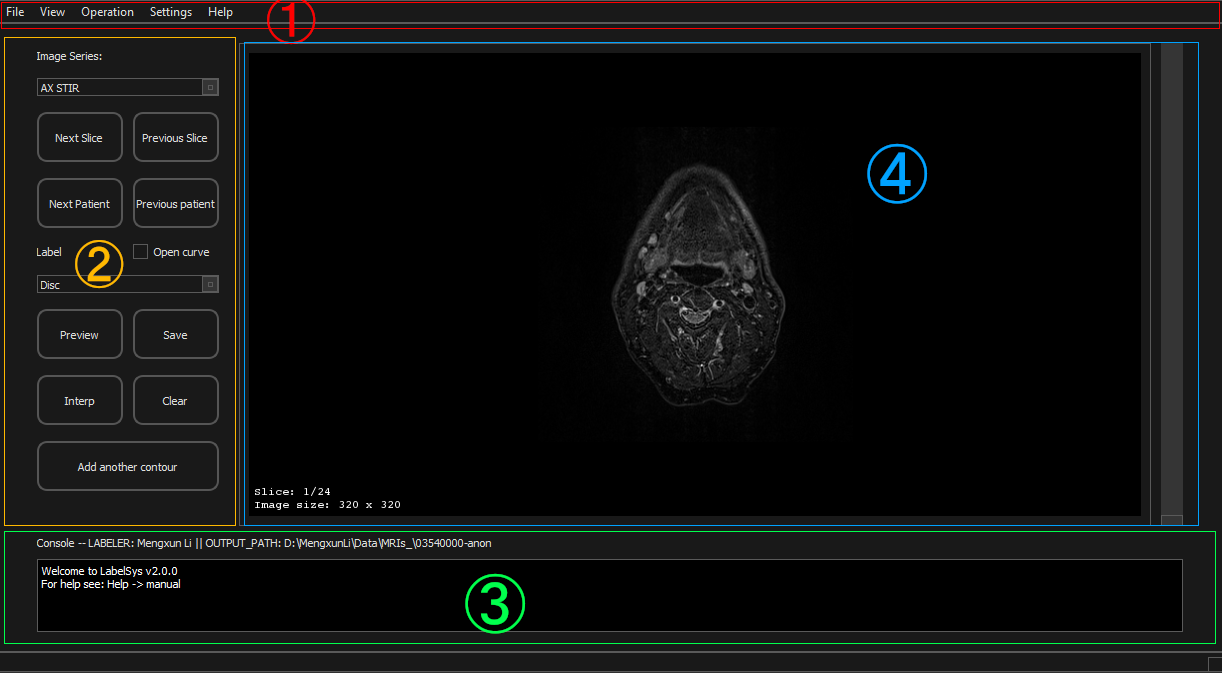 File View Operation Settings Help
①
Image Series:
AX STIR
Next Slice Previous Slice
Next Patient Previous patient
Label ② Open curve
Disc
Preview Save
Interp Clear
Add another contour
④
Slice: 1/24
Image size: 320 x 320
Console -- LABELER: Mengxun Li || OUTPUT_PATH: D:\MengxunLi\Data\MRIs_\03540000-anon
Welcome to LabelSys v2.0.0
For help see: Help -> manual
③